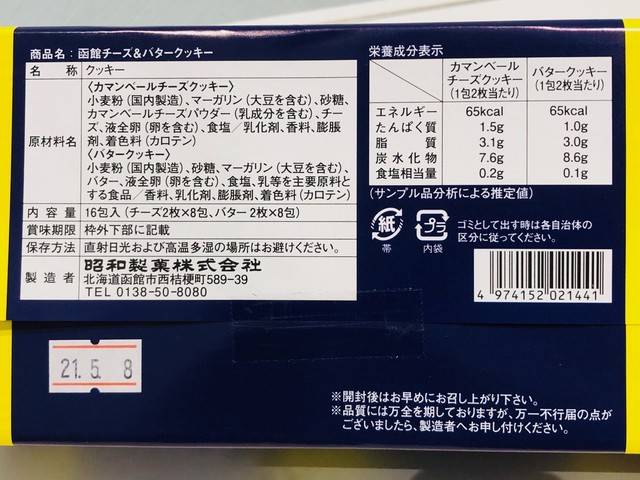 商品名：函館チーズ&バタークッキー
名 称 クッキー
原材料名
〈カマンベールチーズクッキー〉
小麦粉（国内製造）、マーガリン（大豆を含む）、砂糖、
カマンベールチーズパウダー（乳成分を含む）、チー
ズ、液全卵（卵を含む）、食塩／乳化剤、香料、膨脹
剤、着色料（カロテン）
〈バタークッキー〉
小麦粉（国内製造）、砂糖、マーガリン（大豆を含む）、
バター、液全卵（卵を含む）、食塩、乳等を主要原料と
する食品／香料、乳化剤、膨脹剤、着色料（カロテン）
内 容 量 16包入（チーズ2枚×8包、バター2枚×8包）
賞味期限 枠外下部に記載
保存方法 直射日光および高温多湿の場所はお避けください。
製 造 者
昭和製菓株式会社
北海道函館市西桔梗町589-39
TEL 0138-50-8080
栄養成分表示
カマンベール
チーズクッキー
（1包2枚当たり）
バタークッキー
（1包2枚当たり）
エネルギー 65kcal 65kcal
たんぱく質 1.5g 1.0g
脂 質 3.1g 3.0g
炭水化物 7.6g 8.6g
食塩相当量 0.2g 0.1g
（サンプル品分析による推定値）
紙
帯
プラ
内袋
ゴミとして出す時は各自治体の
区分に従ってください。
4 974152 021441
21.5.8
※開封後はお早めにお召し上がり下さい。
※品質には万全を期しておりますが、万一不行届の点が
ございましたら、製造者へお申し付けください。